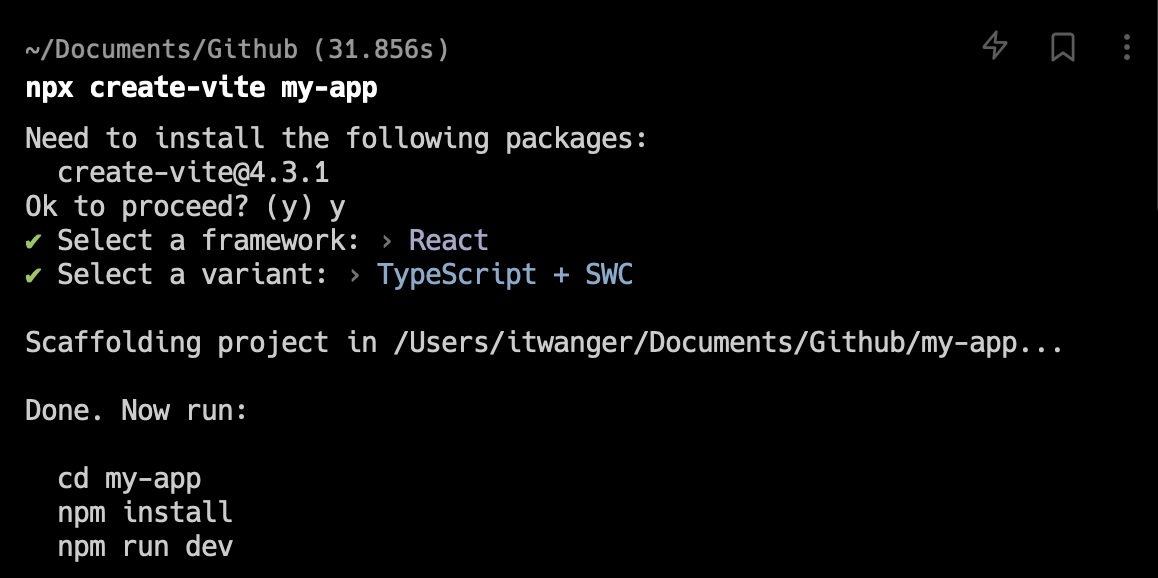 ~/Documents/Github (31.856s)
npx create-vite my-app
Need to install the following packages:
  create-vite@4.3.1
Ok to proceed? (y) y
✔ Select a framework: › React
✔ Select a variant: › TypeScript + SWC

Scaffolding project in /Users/itwanger/Documents/Github/my-app...

Done. Now run:

  cd my-app
  npm install
  npm run dev